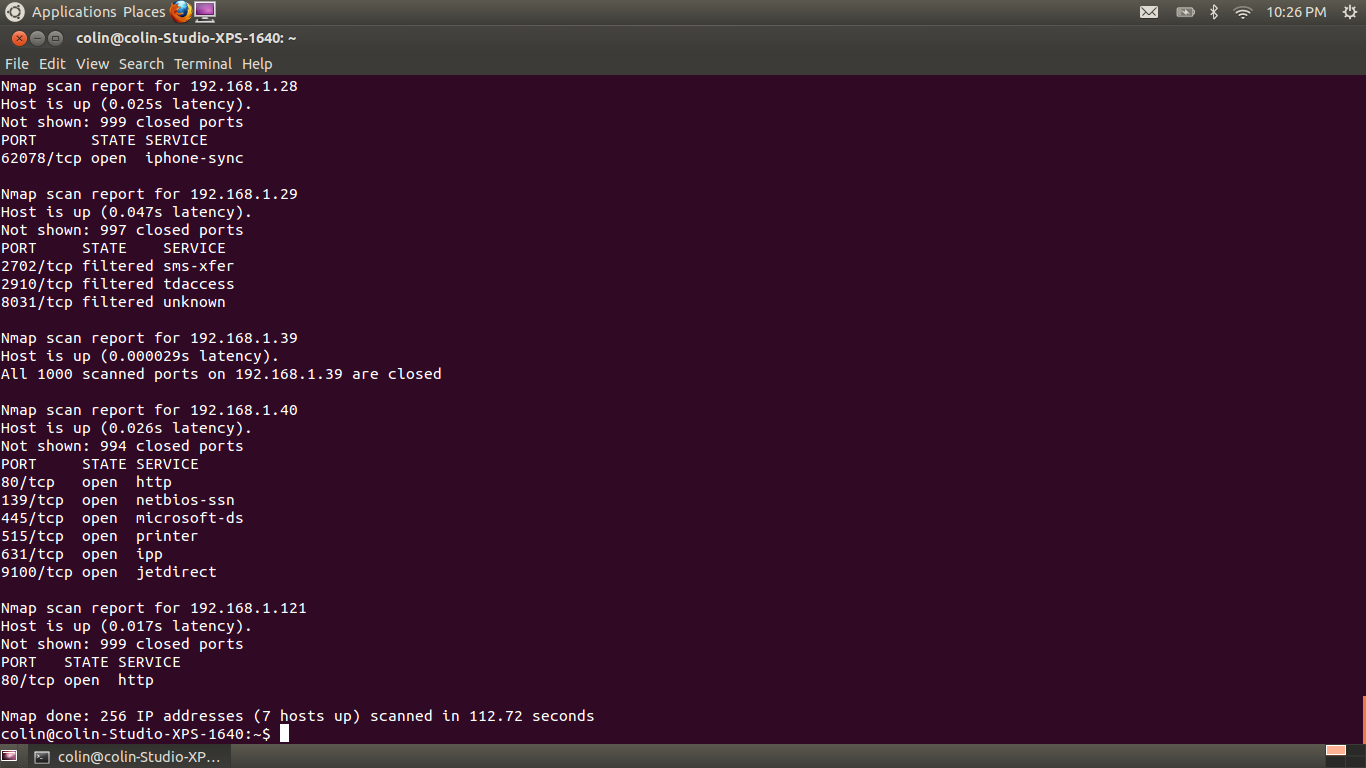 Applications Places 10:26 PM
colin@colin-Studio-XPS-1640: ~
File Edit View Search Terminal Help
Nmap scan report for 192.168.1.28
Host is up (0.025s latency).
Not shown: 999 closed ports
PORT      STATE SERVICE
62078/tcp open  iphone-sync
Nmap scan report for 192.168.1.29
Host is up (0.047s latency).
Not shown: 997 closed ports
PORT     STATE    SERVICE
2702/tcp filtered sms-xfer
2910/tcp filtered tdaccess
8031/tcp filtered unknown
Nmap scan report for 192.168.1.39
Host is up (0.000029s latency).
All 1000 scanned ports on 192.168.1.39 are closed
Nmap scan report for 192.168.1.40
Host is up (0.026s latency).
Not shown: 994 closed ports
PORT     STATE SERVICE
80/tcp   open  http
139/tcp  open  netbios-ssn
445/tcp  open  microsoft-ds
515/tcp  open  printer
631/tcp  open  ipp
9100/tcp open  jetdirect
Nmap scan report for 192.168.1.121
Host is up (0.017s latency).
Not shown: 999 closed ports
PORT   STATE SERVICE
80/tcp open  http
Nmap done: 256 IP addresses (7 hosts up) scanned in 112.72 seconds
colin@colin-Studio-XPS-1640:~$
colin@colin-Studio-XP...